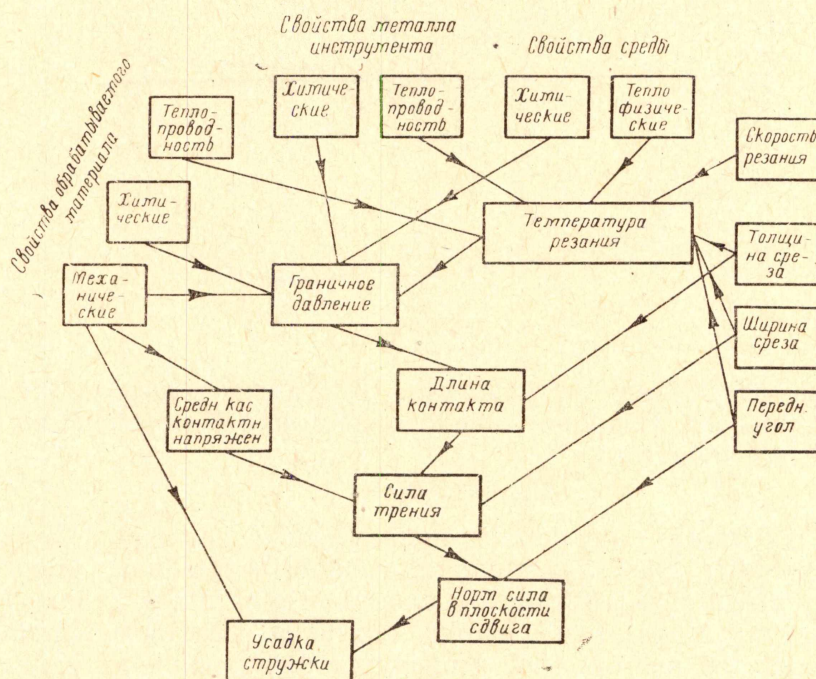 Свойства металла
инструмента
Свойства среды
Свойства обрабатываемого
материала
Тепло-
провод-
ность
Химиче-
ские
Тепло-
провод-
ность
Хими-
ческие
Тепло
физиче-
ские
Скорость
резания
Хими-
ческие
Температура
резания
Толщи-
на сре-
за
Меха-
ниче-
ские
Граничное
давление
Ширина
среза
Длина
контакта
Передн.
угол
Средн кас
контактн
напряжен
Сила
трения
Норм сила
в плоскости
сдвига
Усадка
стружки